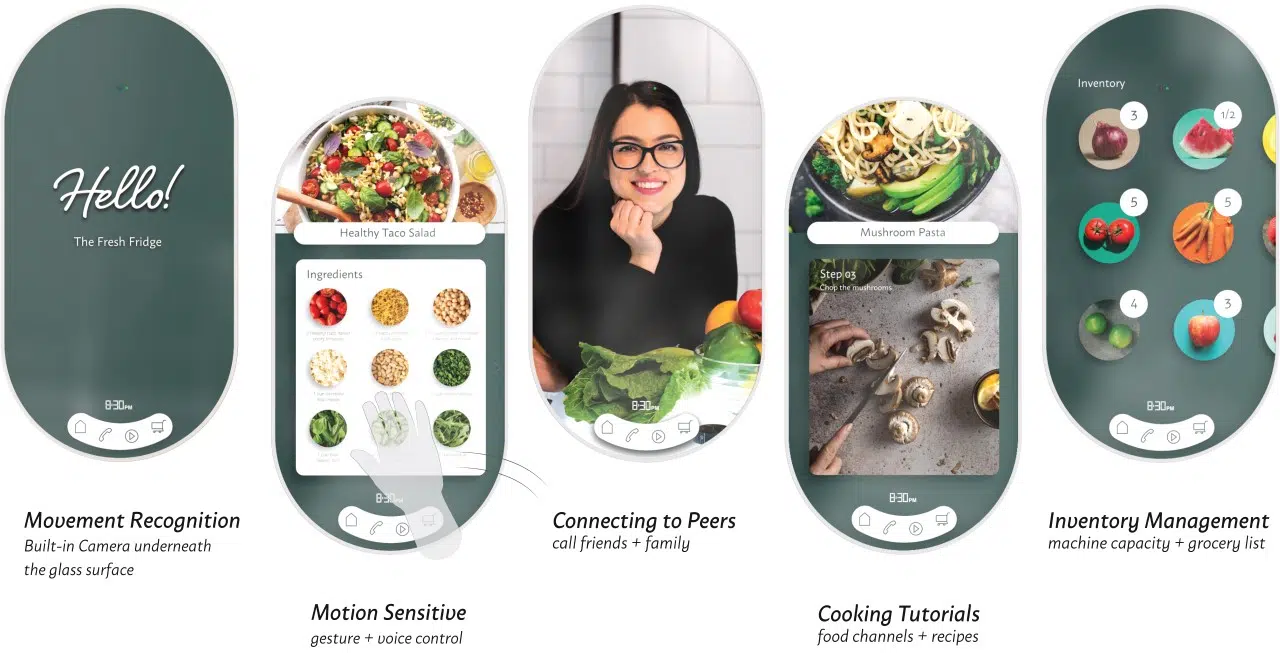 Hello!
The Fresh Fridge
8:30PM
Movement Recognition
Built-in Camera underneath
the glass surface
Healthy Taco Salad
Ingredients
8:30PM
Motion Sensitive
gesture + voice control
8:30PM
Connecting to Peers
call friends + family
Mushroom Pasta
Step 03
Chop the mushrooms.
8:30PM
Cooking Tutorials
food channels + recipes
Inventory
3
1/2
5
5
4
3
8:30PM
Inventory Management
machine capacity + grocery list